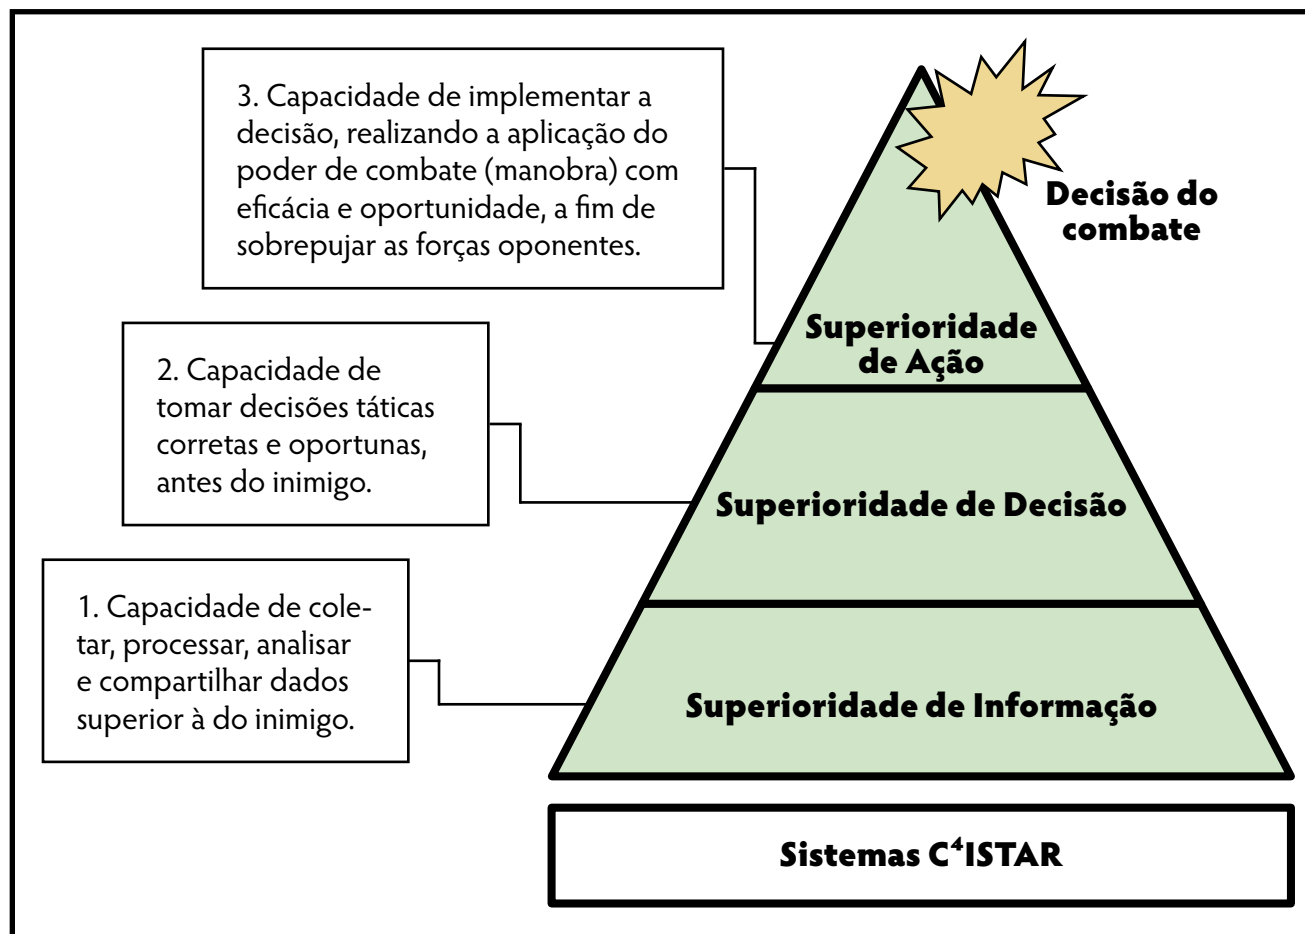 3. Capacidade de implementar a
decisão, realizando a aplicação do
poder de combate (manobra) com
eficácia e oportunidade, a fim de
sobrepujar as forças oponentes.
Decisão do
combate
Superioridade
de Ação
2. Capacidade de
tomar decisões táticas
corretas e oportunas,
antes do inimigo.
Superioridade de Decisão
1. Capacidade de cole-
tar, processar, analisar
e compartilhar dados
superior à do inimigo.
Superioridade de Informação
Sistemas C⁴ISTAR